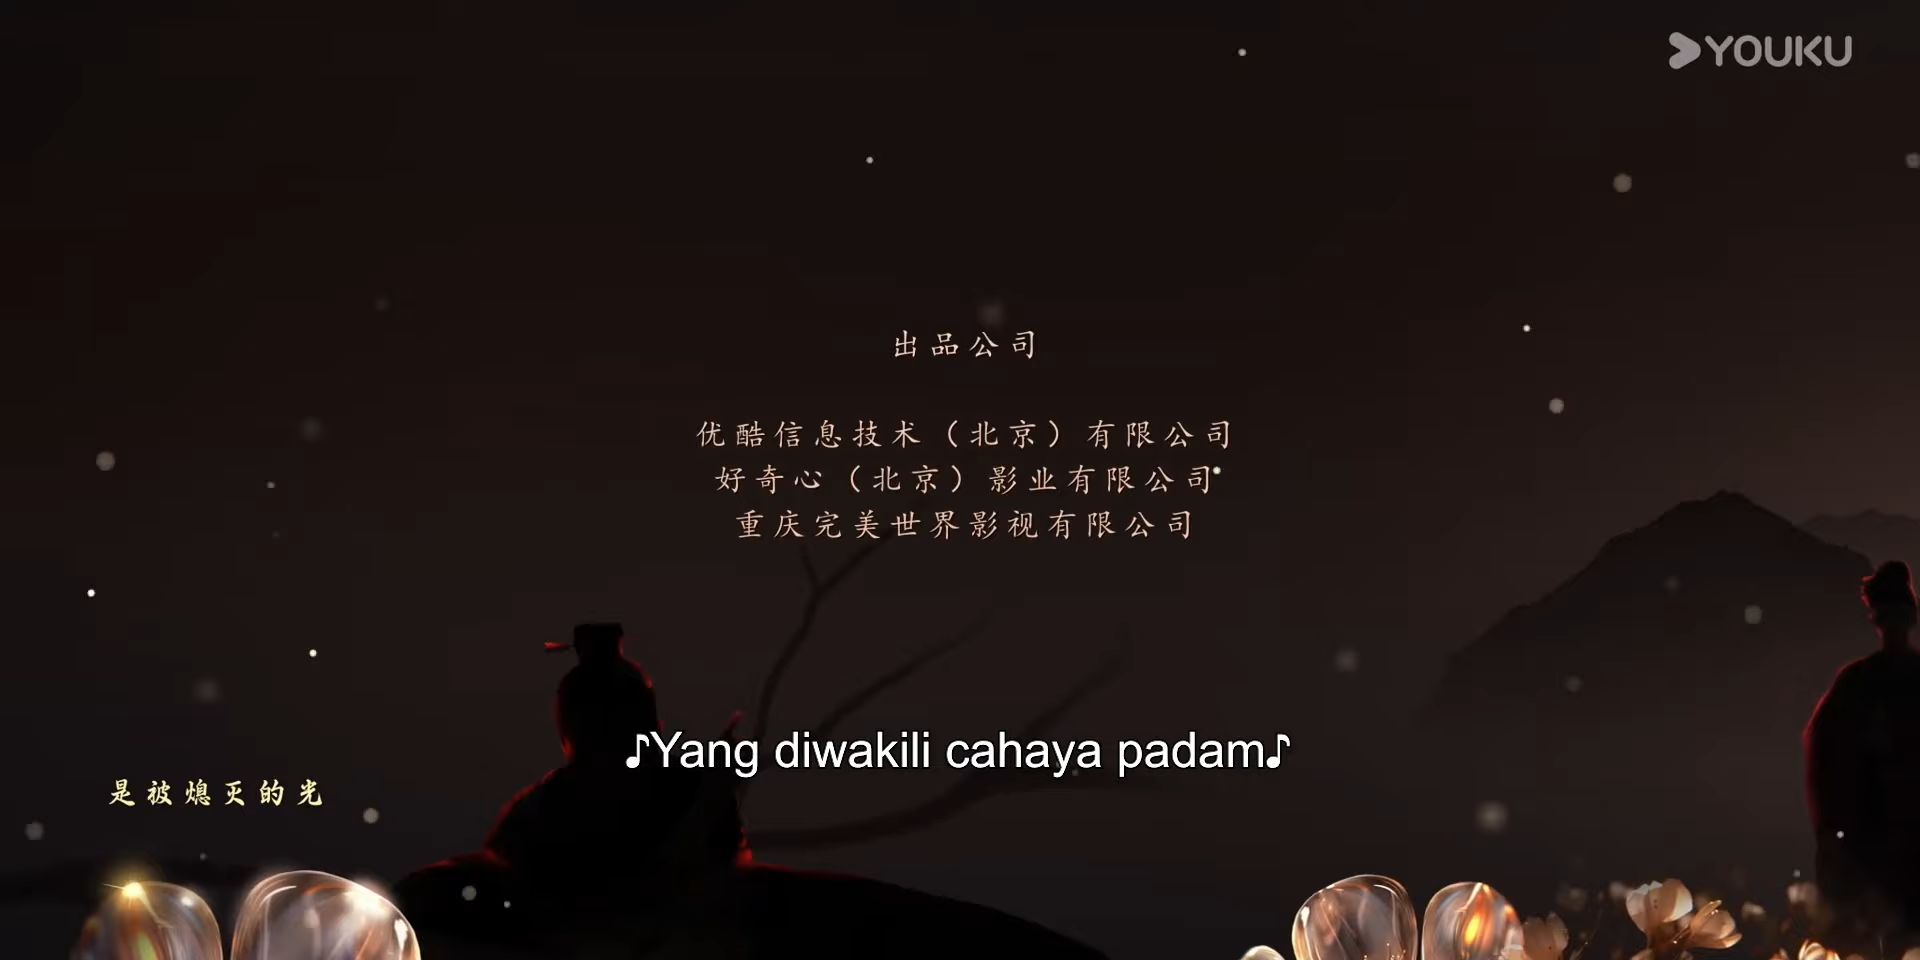 YOUKU
出品公司
优酷信息技术（北京）有限公司
好奇心（北京）影业有限公司
重庆完美世界影视有限公司
♪Yang diwakili cahaya padam♪
是被熄灭的光